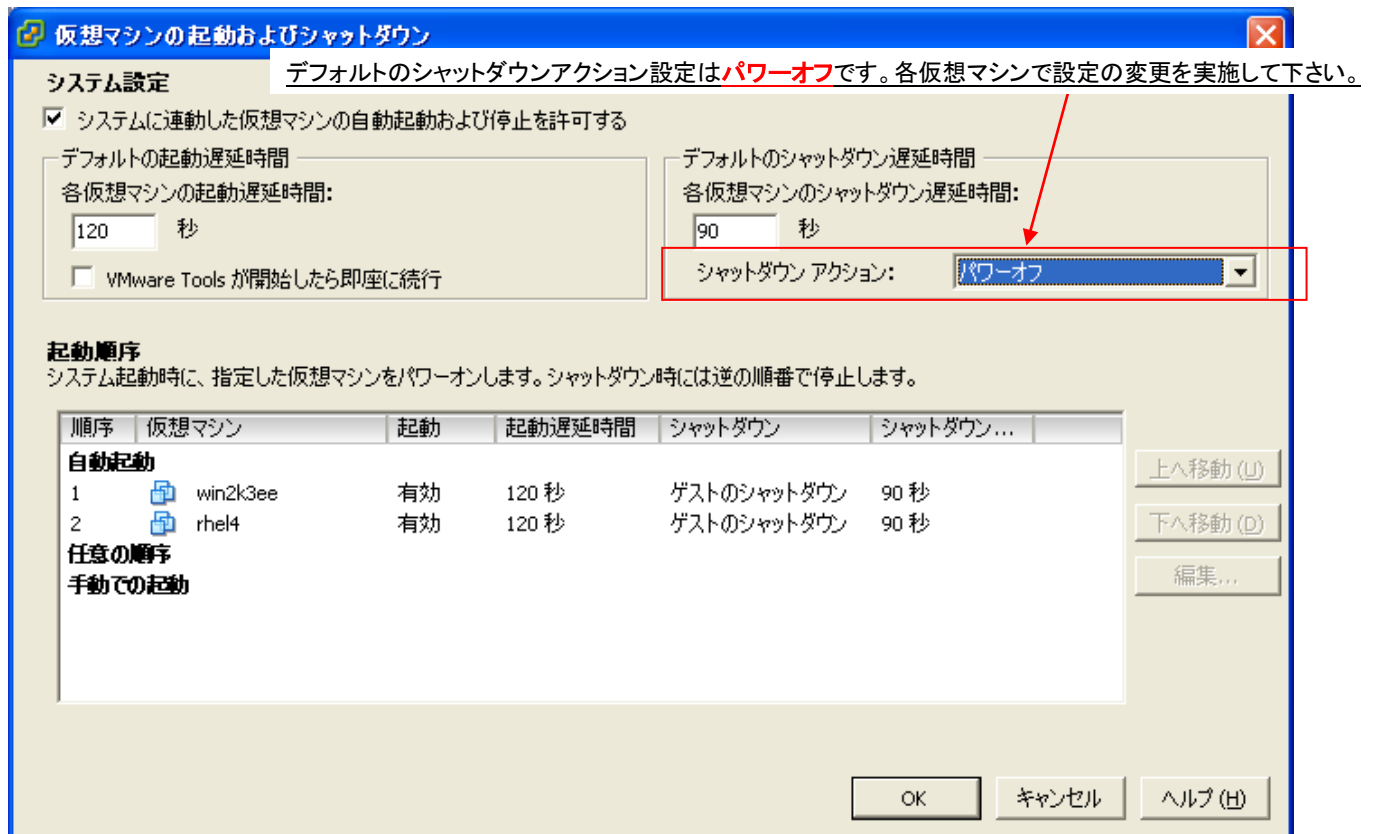 仮想マシンの起動およびシャットダウン
デフォルトのシャットダウンアクション設定はパワーオフです。各仮想マシンで設定の変更を実施して下さい。
システム設定
システムに連動した仮想マシンの自動起動および停止を許可する
デフォルトの起動遅延時間
各仮想マシンの起動遅延時間:
120 秒
VMware Tools が開始したら即座に続行
デフォルトのシャットダウン遅延時間
各仮想マシンのシャットダウン遅延時間:
90 秒
シャットダウン アクション: パワーオフ
起動順序
システム起動時に、指定した仮想マシンをパワーオンします。シャットダウン時には逆の順番で停止します。
順序 仮想マシン 起動 起動遅延時間 シャットダウン シャットダウン...
自動起動
1 win2k3ee 有効 120 秒 ゲストのシャットダウン 90 秒
2 rhel4 有効 120 秒 ゲストのシャットダウン 90 秒
任意の順序
手動での起動
上へ移動(U)
下へ移動(D)
編集...
OK キャンセル ヘルプ(H)